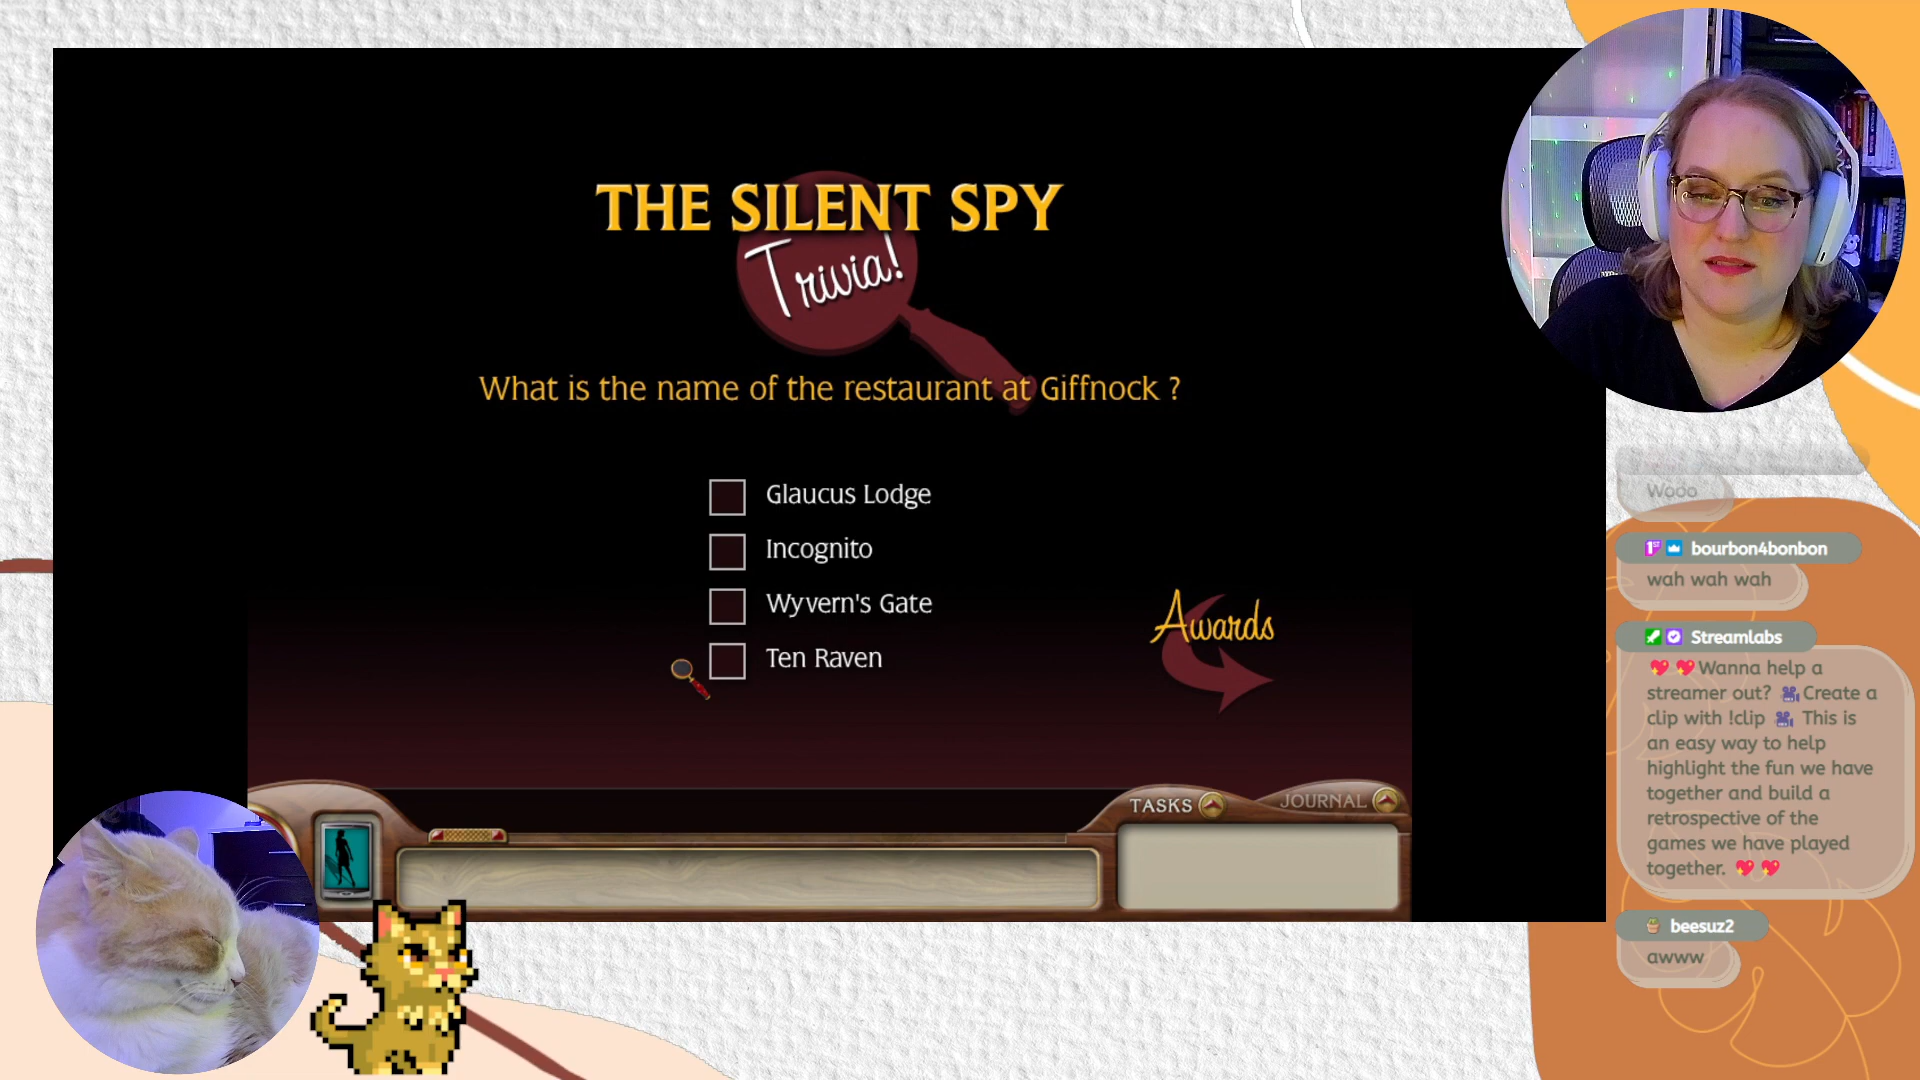 THE SILENT SPY
Trivia!
What is the name of the restaurant at Giffnock ?
Glaucus Lodge
Incognito
Wyvern's Gate
Ten Raven
Awards
TASKS
JOURNAL
Wooo
bourbon4bonbon
wah wah wah
Streamlabs
💖 💖 Wanna help a
streamer out? 🎥 Create a
clip with !clip 🎥 This is
an easy way to help
highlight the fun we have
together and build a
retrospective of the
games we have played
together. 💖 💖
beesuz2
awww